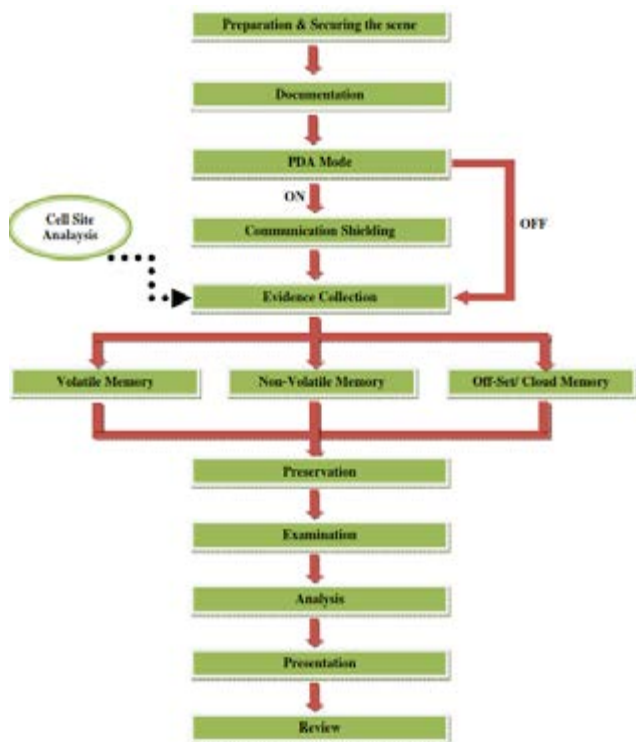 Preparation & Securing the scene
Documentation
PDA Mode
ON
OFF
Cell Site
Analaysis
Communication Shielding
Evidence Collection
Volatile Memory
Non-Volatile Memory
Off-Set/ Cloud Memory
Preservation
Examination
Analysis
Presentation
Review